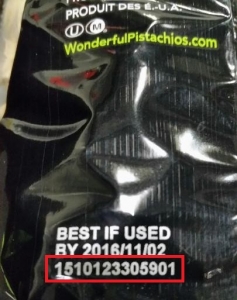 PRODUIT DES É.-U.A.
U M
WonderfulPistachios.com
BEST IF USED
BY 2016/11/02
1510123305901